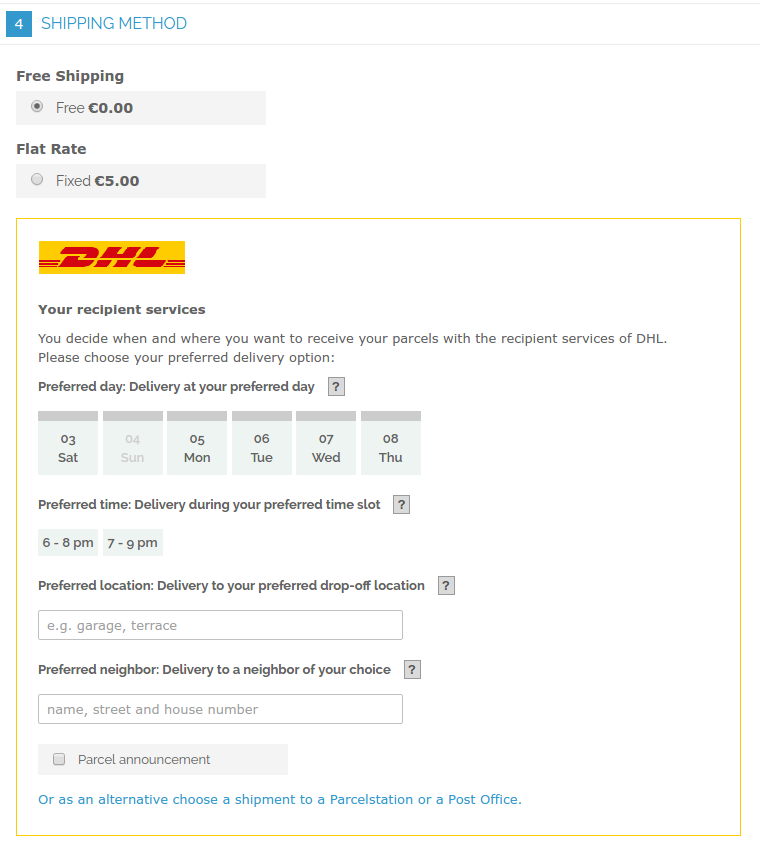 4 SHIPPING METHOD
Free Shipping
Free €0.00
Flat Rate
Fixed €5.00
DHL
Your recipient services
You decide when and where you want to receive your parcels with the recipient services of DHL.
Please choose your preferred delivery option:
Preferred day: Delivery at your preferred day ?
03 04 05 06 07 08
Sat Sun Mon Tue Wed Thu
Preferred time: Delivery during your preferred time slot ?
6 - 8 pm 7 - 9 pm
Preferred location: Delivery to your preferred drop-off location ?
e.g. garage, terrace
Preferred neighbor: Delivery to a neighbor of your choice ?
name, street and house number
Parcel announcement
Or as an alternative choose a shipment to a Parcelstation or a Post Office.